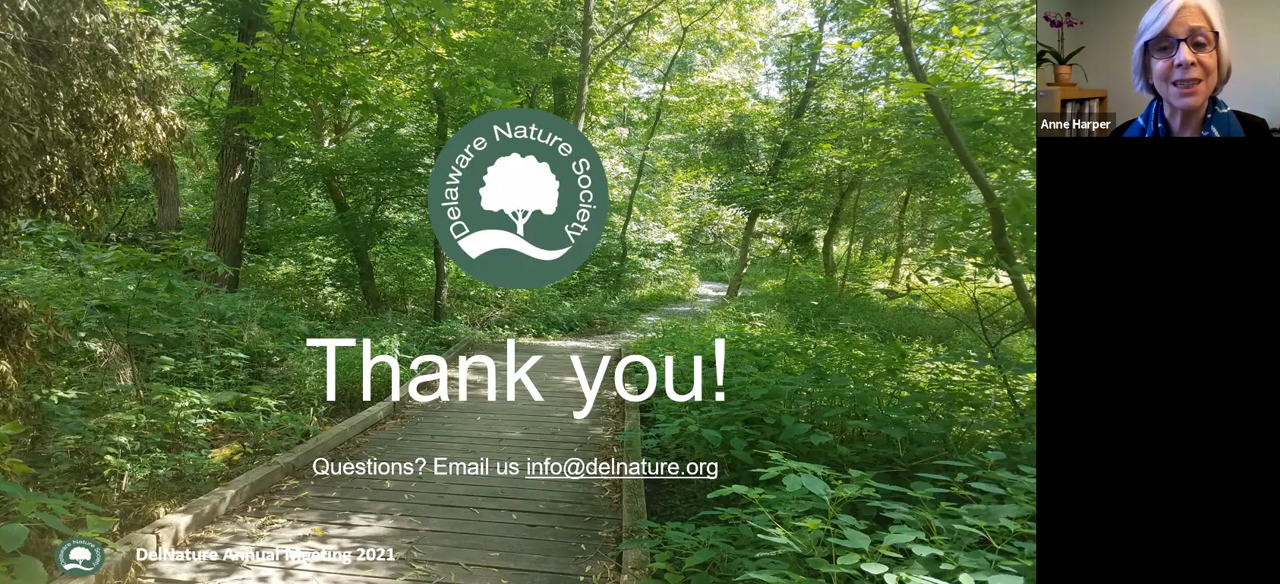 Delaware Nature Society
Thank you!
Questions? Email us info@delnature.org
DelNature Annual Meeting 2021
Anne Harper